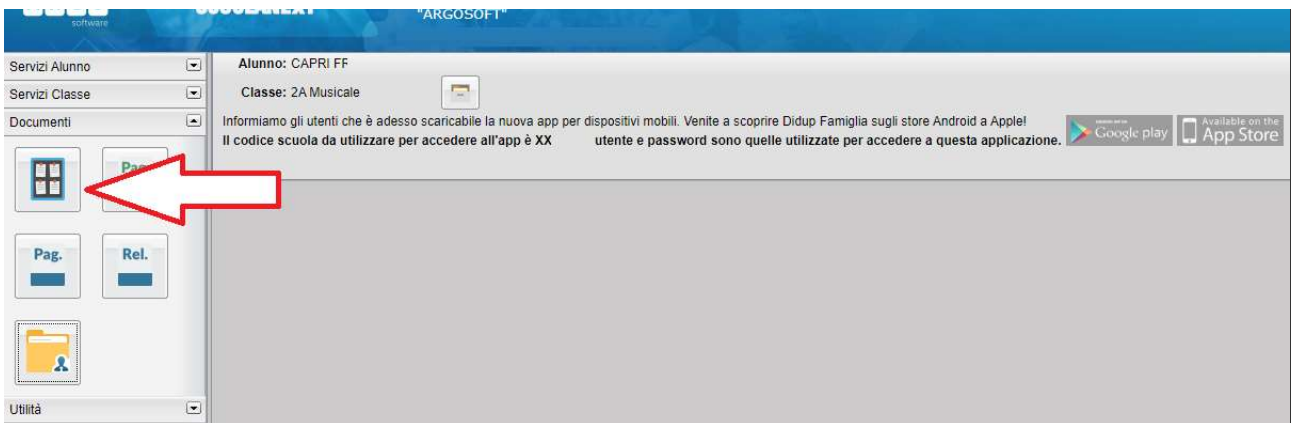 software
"ARGOSOFT"
Servizi Alunno
Servizi Classe
Documenti
Pag.
Rel.
Utilità
Alunno: CAPRI FF
Classe: 2A Musicale
Informiamo gli utenti che è adesso scaricabile la nuova app per dispositivi mobili. Venite a scoprire Didup Famiglia sugli store Android a Apple!
Il codice scuola da utilizzare per accedere all'app è XX utente e password sono quelle utilizzate per accedere a questa applicazione.
Google play
Available on the
App Store